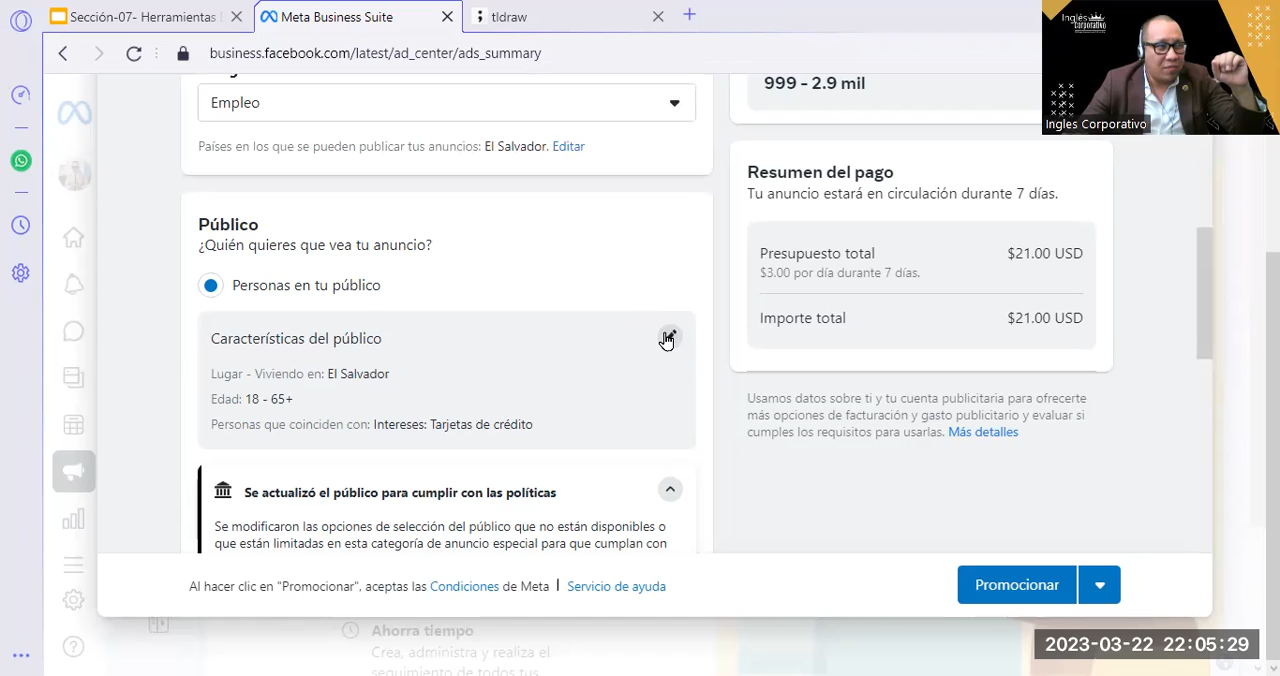 Sección-07- Herramientas
Meta Business Suite
tldraw
business.facebook.com/latest/ad_center/ads_summary
Inglés
Corporativo
Ingles Corporativo
Empleo
Países en los que se pueden publicar tus anuncios: El Salvador. Editar
999 - 2.9 mil
Público
¿Quién quieres que vea tu anuncio?
Personas en tu público
Características del público
Lugar - Viviendo en: El Salvador
Edad: 18 - 65+
Personas que coinciden con: Intereses: Tarjetas de crédito
Se actualizó el público para cumplir con las políticas
Se modificaron las opciones de selección del público que no están disponibles o
que están limitadas en esta categoría de anuncio especial para que cumplan con
Resumen del pago
Tu anuncio estará en circulación durante 7 días.
Presupuesto total $21.00 USD
$3.00 por día durante 7 días.
Importe total $21.00 USD
Usamos datos sobre ti y tu cuenta publicitaria para ofrecerte
más opciones de facturación y gasto publicitario y evaluar si
cumples los requisitos para usarlas. Más detalles
Al hacer clic en "Promocionar", aceptas las Condiciones de Meta | Servicio de ayuda
Promocionar
Ahorra tiempo
Crea, administra y realiza el
seguimiento de todos tus
2023-03-22 22:05:29